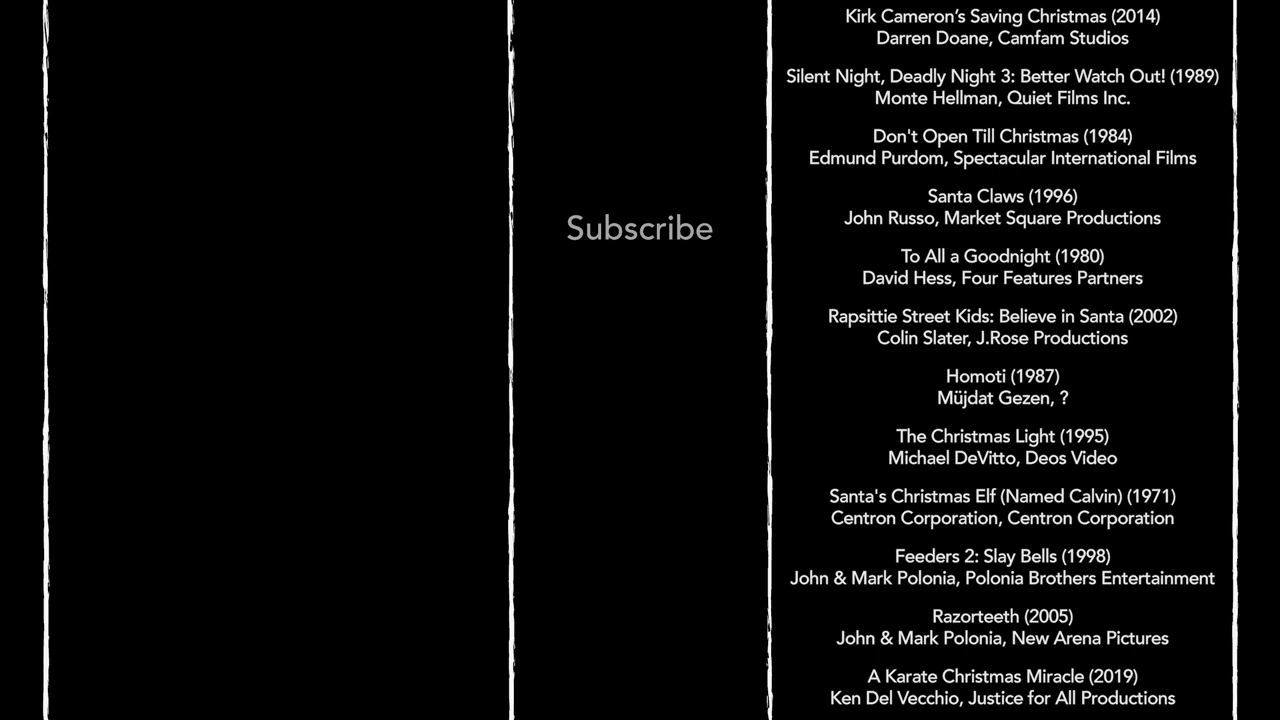 Subscribe
Kirk Cameron’s Saving Christmas (2014)
Darren Doane, Camfam Studios
Silent Night, Deadly Night 3: Better Watch Out! (1989)
Monte Hellman, Quiet Films Inc.
Don't Open Till Christmas (1984)
Edmund Purdom, Spectacular International Films
Santa Claws (1996)
John Russo, Market Square Productions
To All a Goodnight (1980)
David Hess, Four Features Partners
Rapsittie Street Kids: Believe in Santa (2002)
Colin Slater, J.Rose Productions
Homoti (1987)
Müjdat Gezen, ?
The Christmas Light (1995)
Michael DeVitto, Deos Video
Santa's Christmas Elf (Named Calvin) (1971)
Centron Corporation, Centron Corporation
Feeders 2: Slay Bells (1998)
John & Mark Polonia, Polonia Brothers Entertainment
Razorteeth (2005)
John & Mark Polonia, New Arena Pictures
A Karate Christmas Miracle (2019)
Ken Del Vecchio, Justice for All Productions